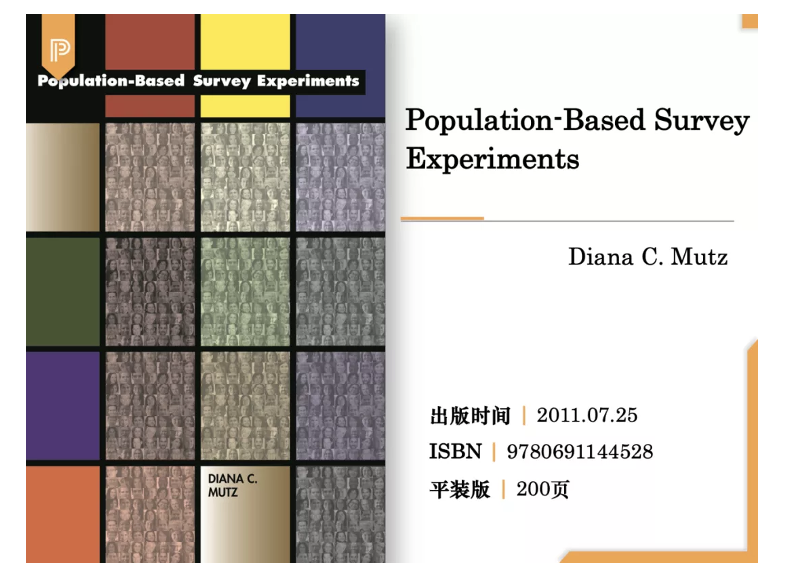 Population-Based Survey Experiments
DIANA C.
MUTZ
Population-Based Survey
Experiments
Diana C. Mutz
出版时间 | 2011.07.25
ISBN | 9780691144528
平装版 | 200页